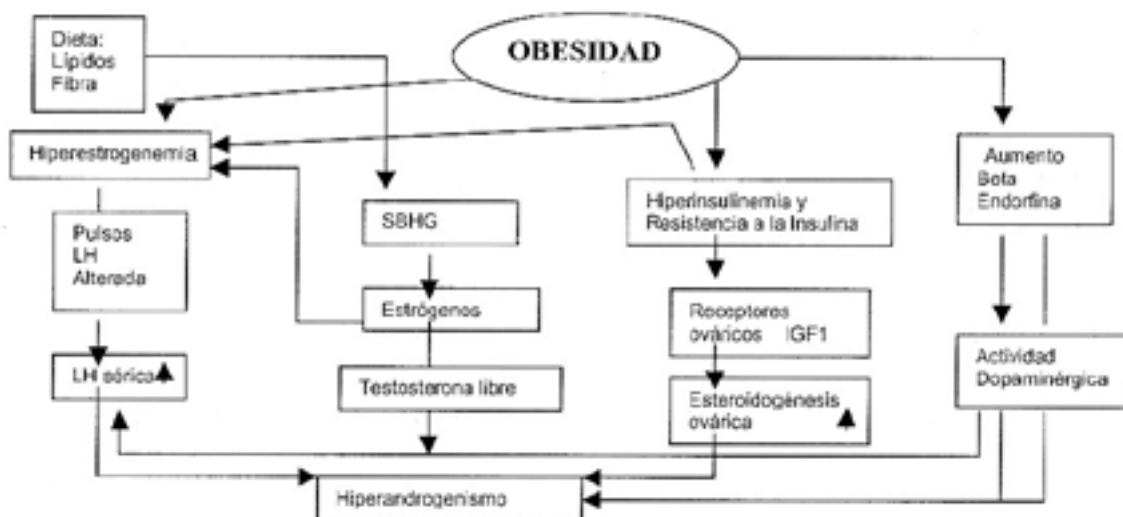 Dieta:
Lípidos
Fibra
OBESIDAD
Hiperestrogenemia
Aumento
Beta
Endorfina
Hiperinsulinemia y
Resistencia a la Insulina
SBHG
Pulsos
LH
Alterada
Estrógenos
Receptores
ováricos IGF1
Actividad
Dopaminérgica
LH sérica
Testosterona libre
Esteroidogénesis
ovárica
Hiperandrogenismo